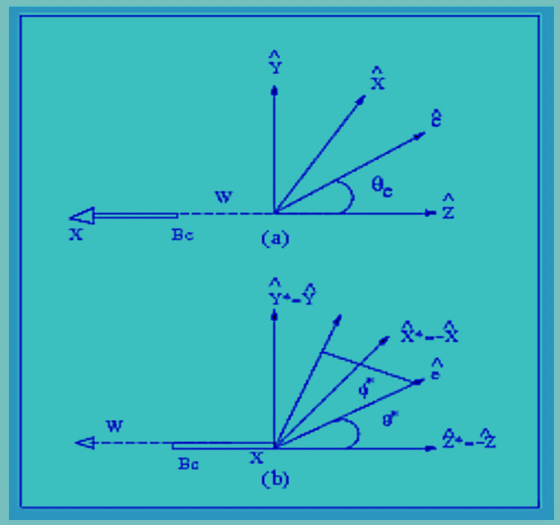 Ŷ
X̂
ĉ
θc
W
Ẑ
X
Bc
(a)
Ŷ*=Ŷ
X̂*=-X̂
ĉ
ϕ*
θ*
W
Ẑ*=-Ẑ
X
Bc
(b)